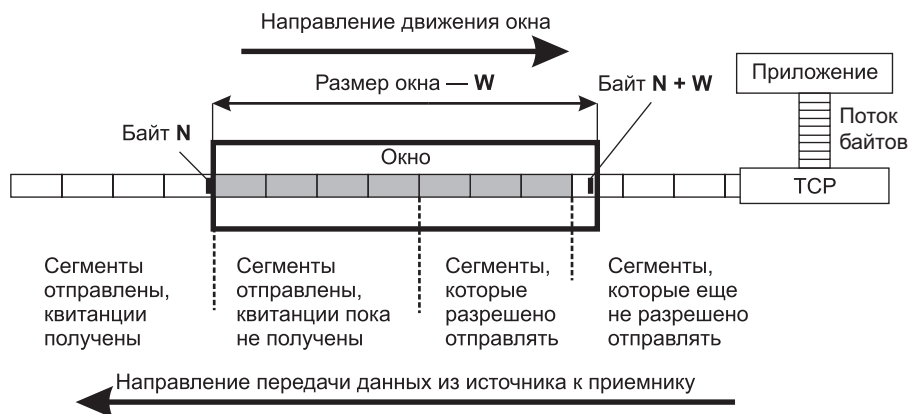 Направление движения окна
Размер окна — W
Байт N + W
Приложение
Байт N
Поток
байтов
Окно
TCP
Сегменты
отправлены,
квитанции
получены
Сегменты
отправлены,
квитанции пока
не получены
Сегменты,
которые
разрешено
отправлять
Сегменты,
которые еще
не разрешено
отправлять
Направление передачи данных из источника к приемнику